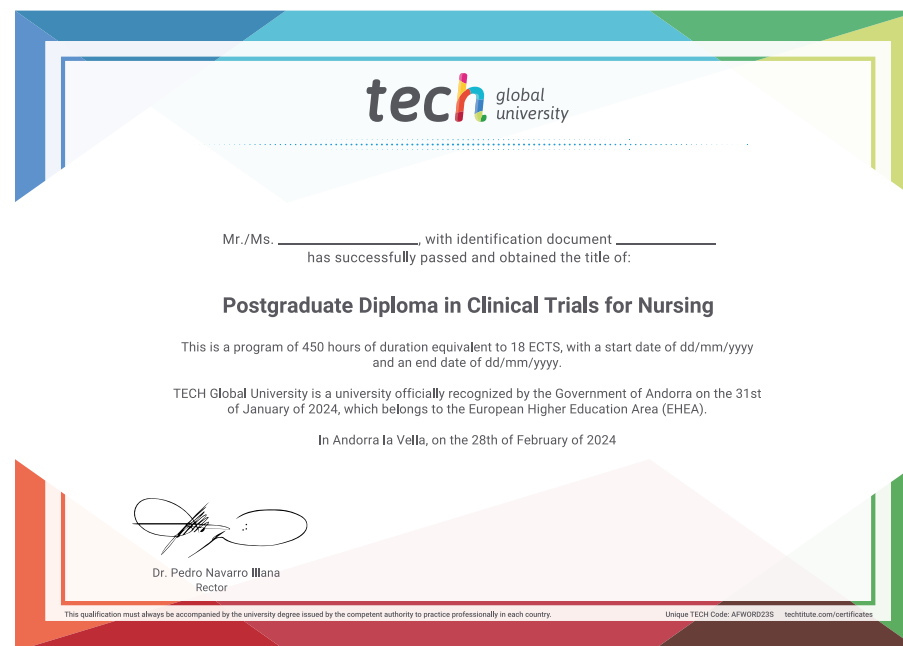 tech global university
Mr./Ms. ____________________, with identification document ______________
has successfully passed and obtained the title of:
Postgraduate Diploma in Clinical Trials for Nursing
This is a program of 450 hours of duration equivalent to 18 ECTS, with a start date of dd/mm/yyyy
and an end date of dd/mm/yyyy.
TECH Global University is a university officially recognized by the Government of Andorra on the 31st
of January of 2024, which belongs to the European Higher Education Area (EHEA).
In Andorra la Vella, on the 28th of February of 2024
Dr. Pedro Navarro Illana
Rector
This qualification must always be accompanied by the university degree issued by the competent authority to practice professionally in each country. Unique TECH Code: AFWORD23S techtitute.com/certificates